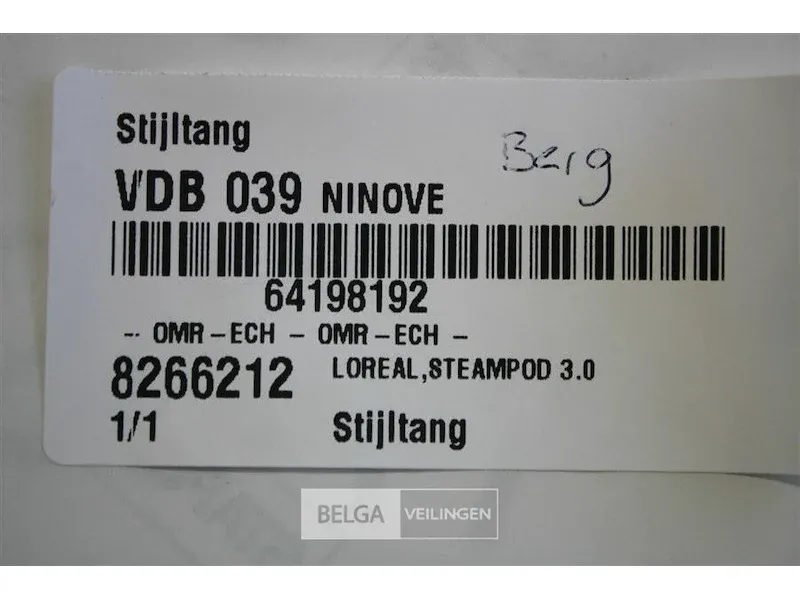 Stijltang
Berg
VDB 039 NINOVE
64198192
-- OMR-ECH - OMR-ECH -
8266212 LOREAL,STEAMPOD 3.0
1/1 Stijltang
BELGA VEILINGEN